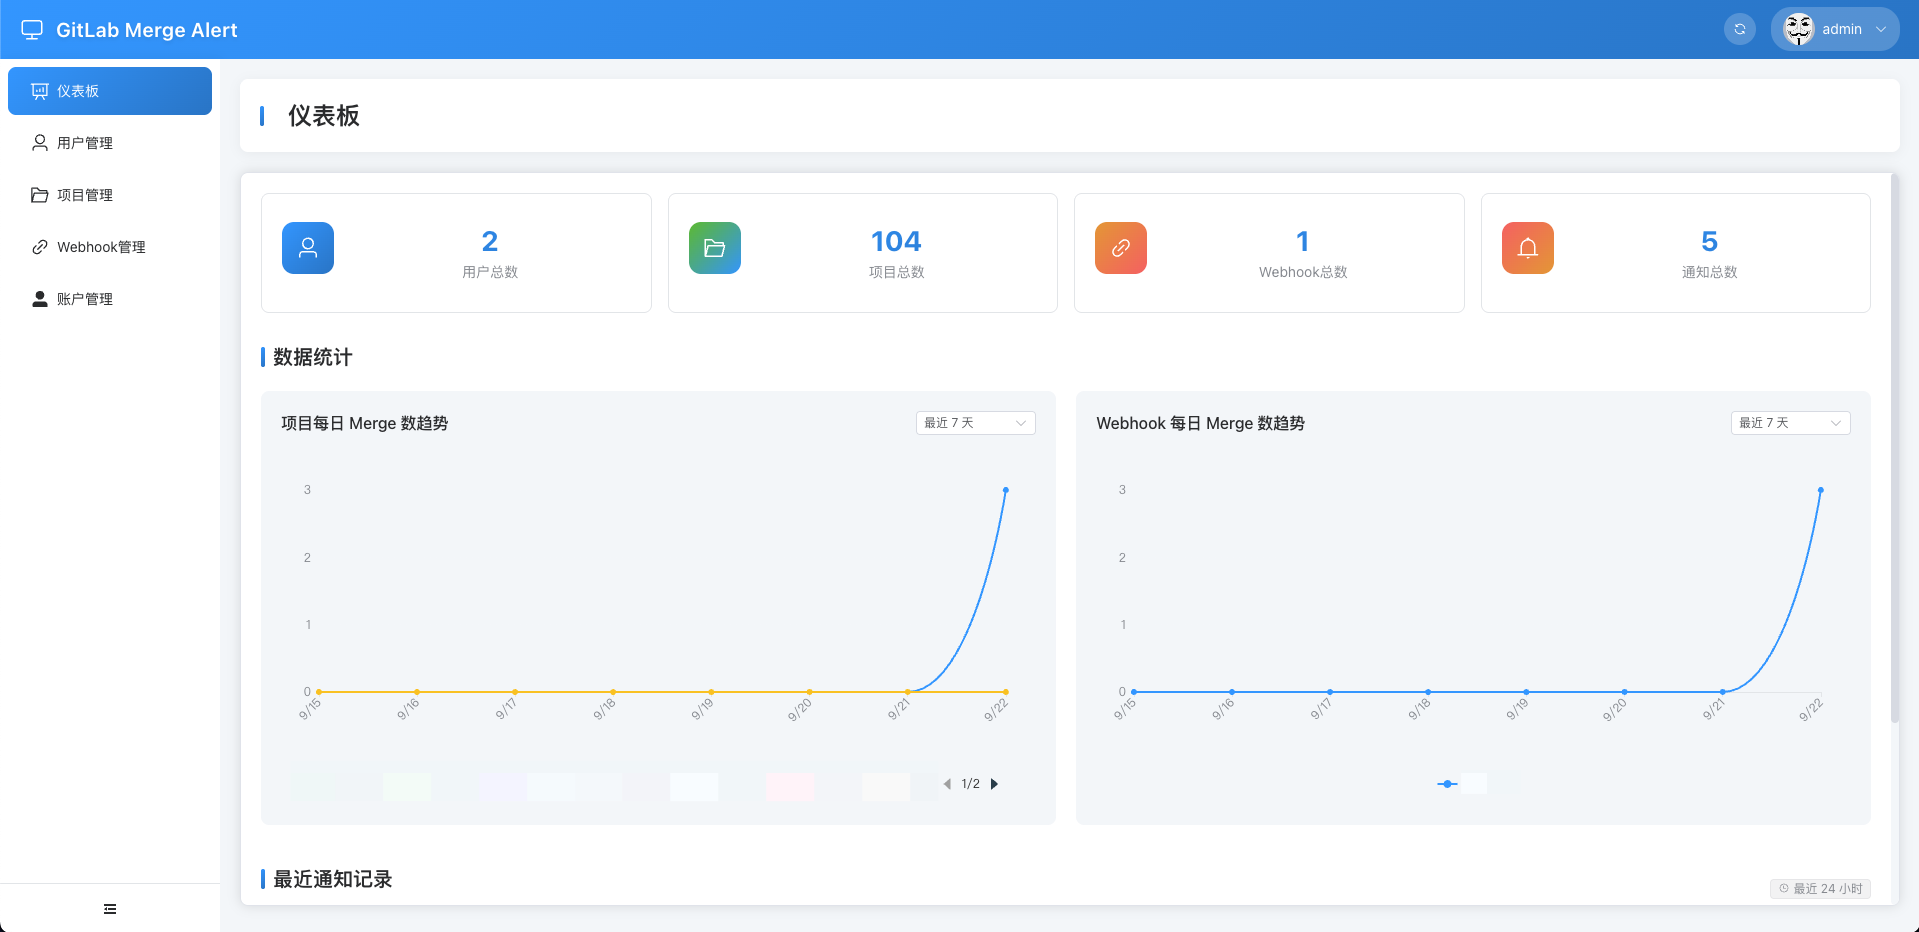 GitLab Merge Alert
admin
仪表板
用户管理
项目管理
Webhook管理
账户管理
仪表板
2
用户总数
104
项目总数
1
Webhook总数
5
通知总数
数据统计
项目每日 Merge 数趋势
最近 7 天
3
2
1
0
9/15
9/16
9/17
9/18
9/19
9/20
9/21
9/22
1/2
Webhook 每日 Merge 数趋势
最近 7 天
3
2
1
0
9/15
9/16
9/17
9/18
9/19
9/20
9/21
9/22
最近通知记录
最近 24 小时